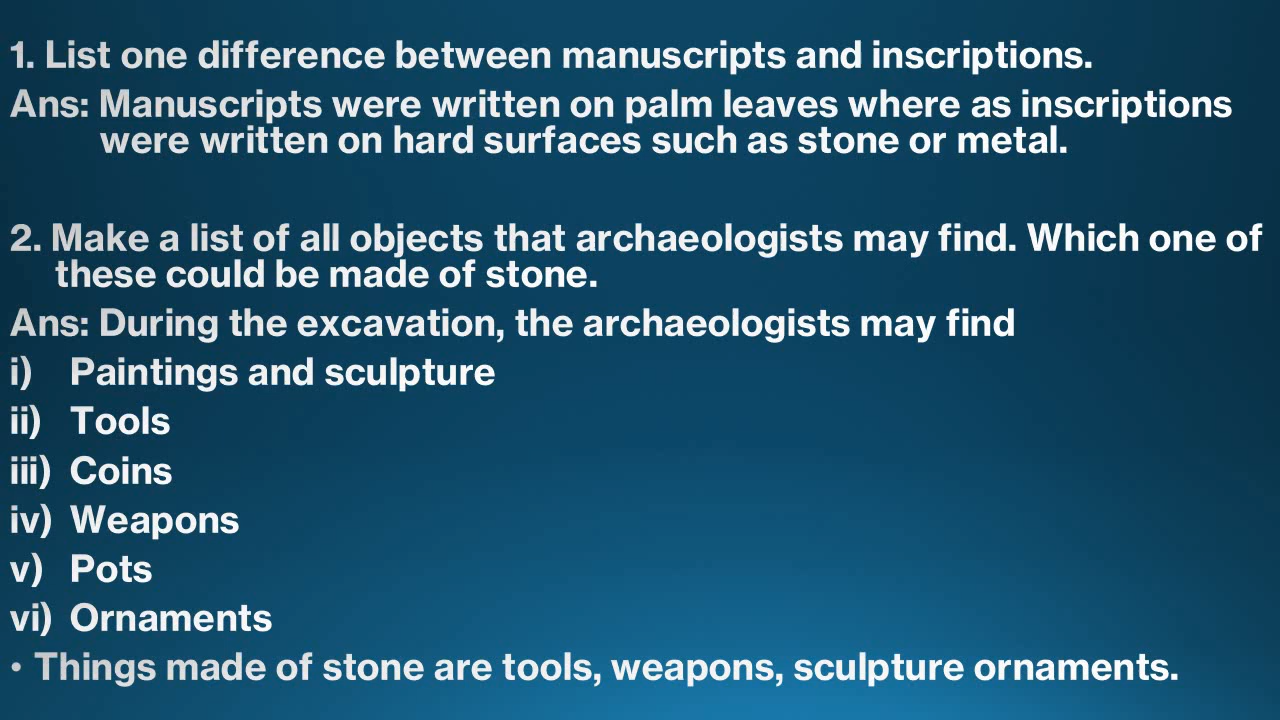 1. List one difference between manuscripts and inscriptions.
Ans: Manuscripts were written on palm leaves where as inscriptions
were written on hard surfaces such as stone or metal.
2. Make a list of all objects that archaeologists may find. Which one of
these could be made of stone.
Ans: During the excavation, the archaeologists may find
i) Paintings and sculpture
ii) Tools
iii) Coins
iv) Weapons
v) Pots
vi) Ornaments
• Things made of stone are tools, weapons, sculpture ornaments.